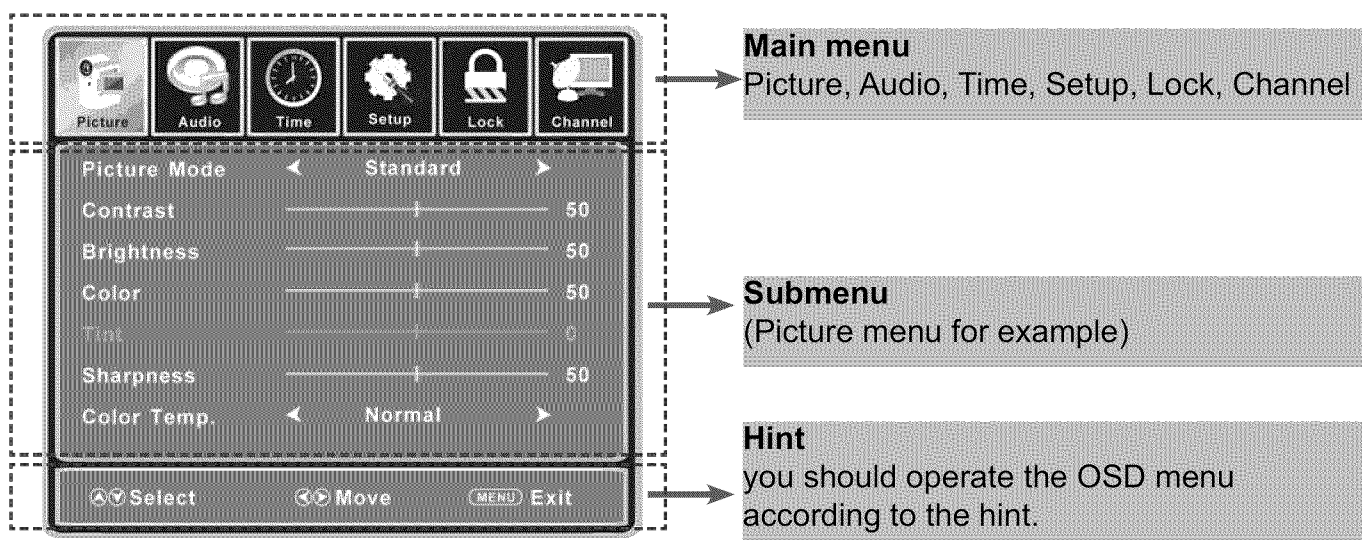 Picture Audio Time Setup Lock Channel
Main menu
Picture, Audio, Time, Setup, Lock, Channel
Picture Mode Standard
Contrast 50
Brightness 50
Color 50
Tint 0
Sharpness 50
Color Temp. Normal
Submenu
(Picture menu for example)
Select Move MENU Exit
Hint
you should operate the OSD menu
according to the hint.